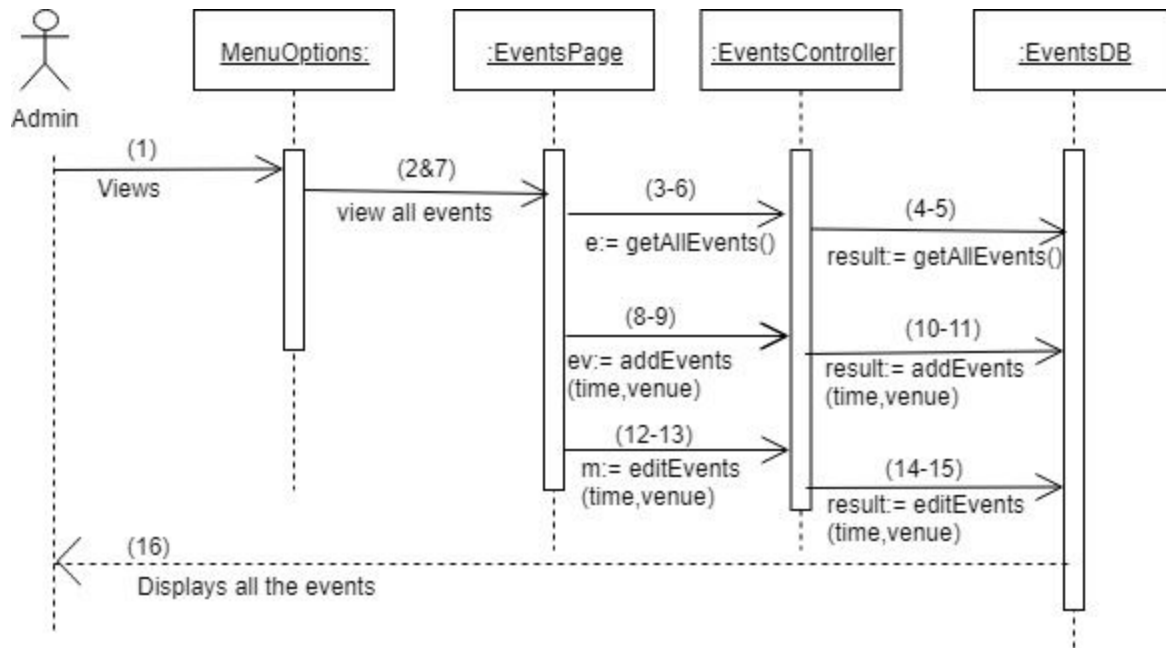 MenuOptions:
:EventsPage
:EventsController
:EventsDB
Admin
(1)
Views
(2&7)
view all events
(3-6)
e:= getAllEvents()
(4-5)
result:= getAllEvents()
(8-9)
ev:= addEvents
(time,venue)
(10-11)
result:= addEvents
(time,venue)
(12-13)
m:= editEvents
(time,venue)
(14-15)
result:= editEvents
(time,venue)
(16)
Displays all the events